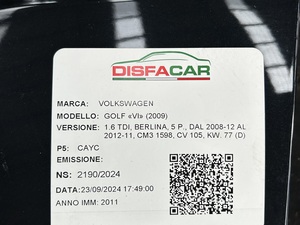 DISFACAR
MARCA: VOLKSWAGEN
MODELLO: GOLF «VI» (2009)
VERSIONE: 1.6 TDI, BERLINA, 5 P., DAL 2008-12 AL
2012-11, CM3 1598, CV 105, KW. 77 (D)
P5: CAYC
EMISSIONE:
NS: 2190/2024
DATA:23/09/2024 17:49:00
ANNO IMM: 2011